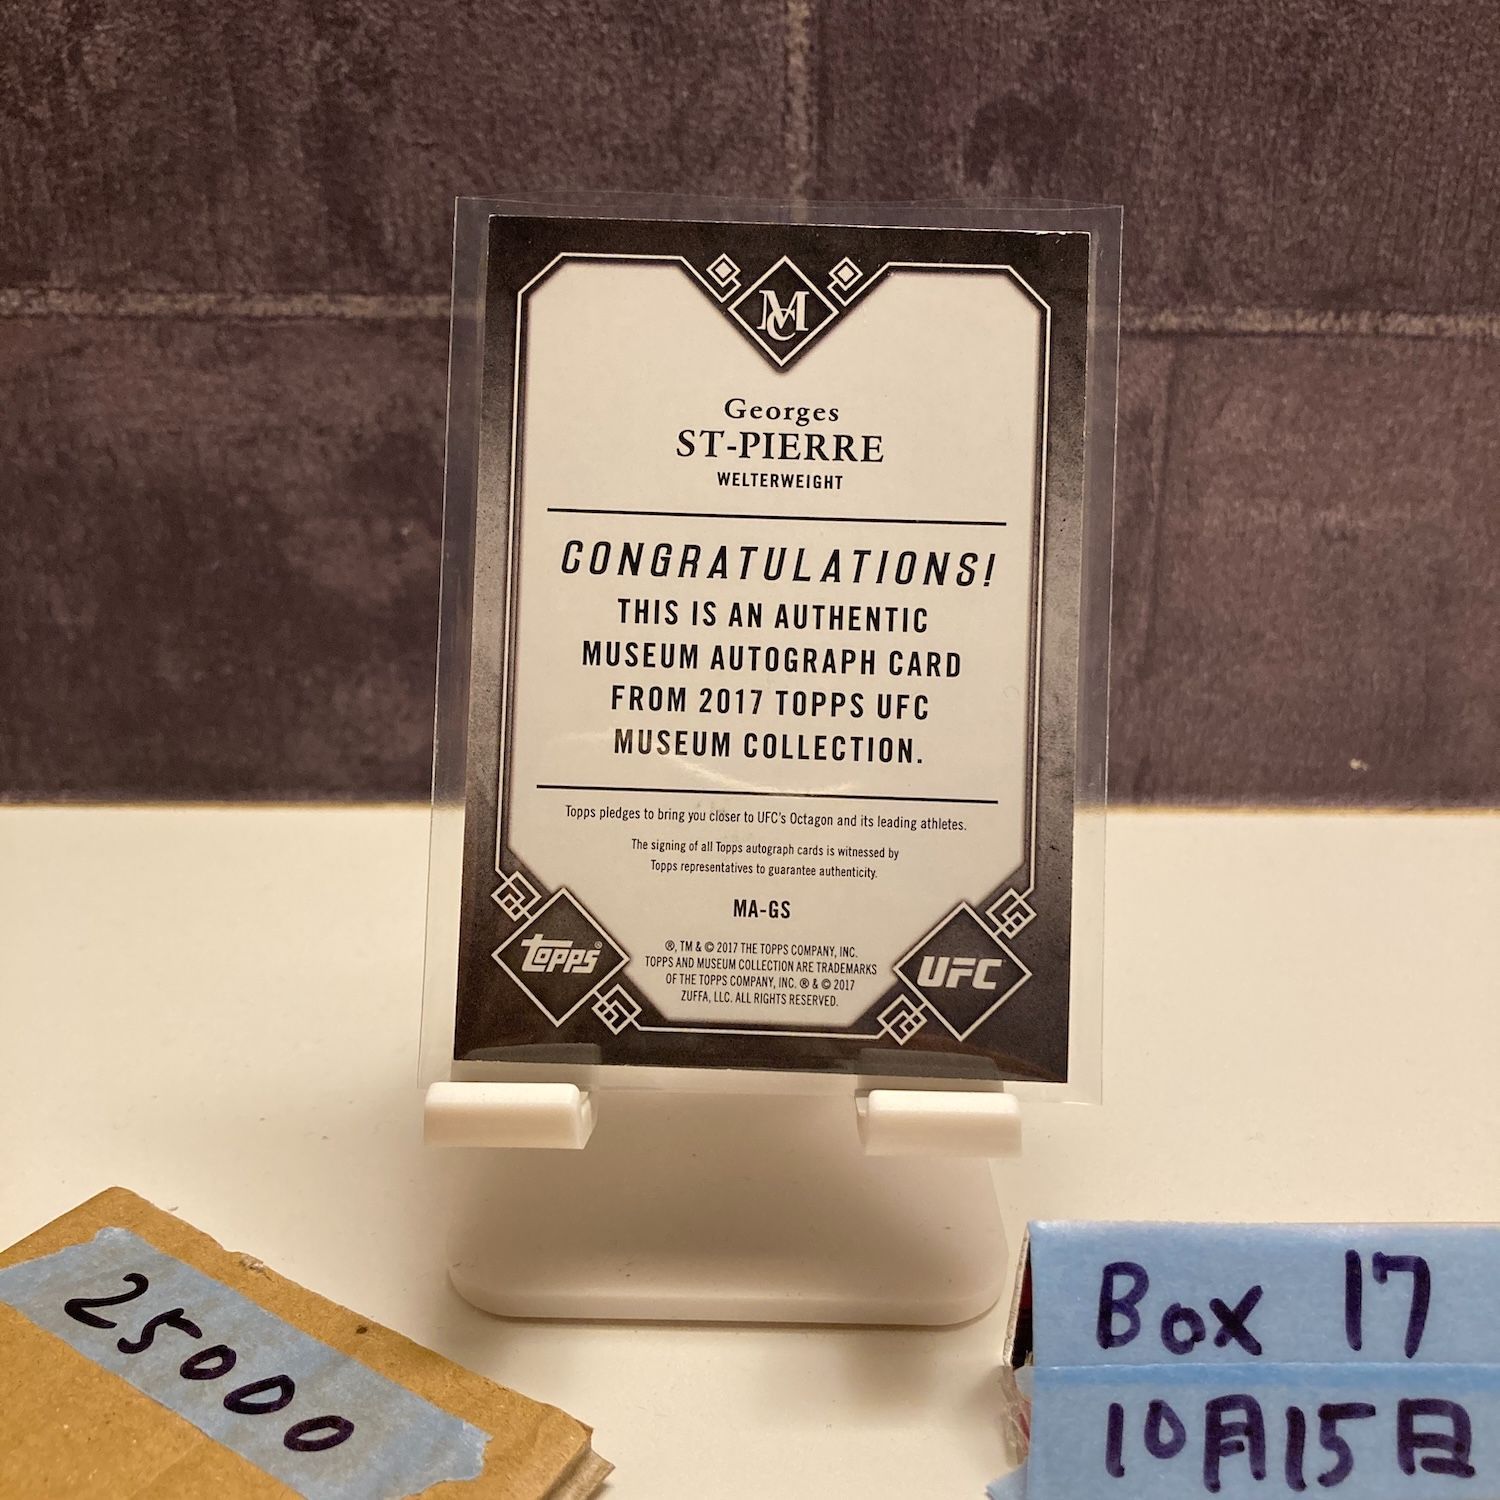 MC
Georges
ST-PIERRE
WELTERWEIGHT
CONGRATULATIONS!
THIS IS AN AUTHENTIC
MUSEUM AUTOGRAPH CARD
FROM 2017 TOPPS UFC
MUSEUM COLLECTION.
Topps pledges to bring you closer to UFC's Octagon and its leading athletes.
The signing of all Topps autograph cards is witnessed by
Topps representatives to guarantee authenticity.
MA-GS
®, TM & © 2017 THE TOPPS COMPANY, INC.
TOPPS AND MUSEUM COLLECTION ARE TRADEMARKS
OF THE TOPPS COMPANY, INC. ® & © 2017
ZUFFA, LLC. ALL RIGHTS RESERVED.
topps®
UFC
25000
Box 17
10月15日